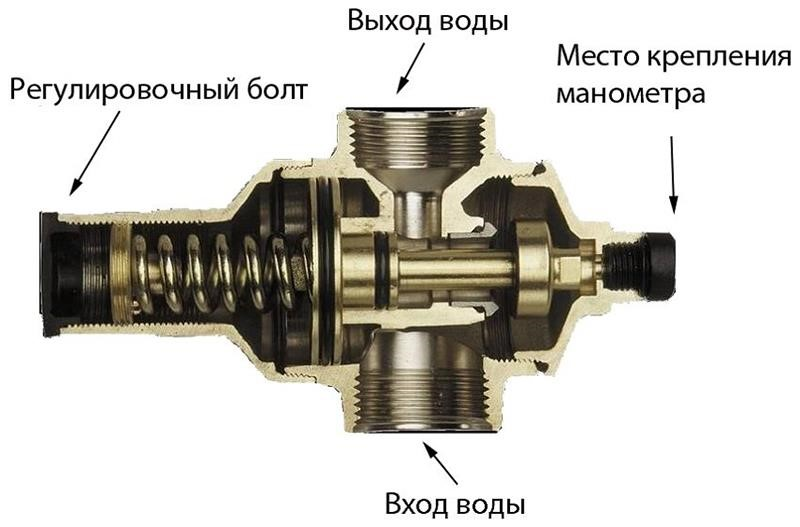 Выход воды
Место крепления
манометра
Регулировочный болт
Вход воды